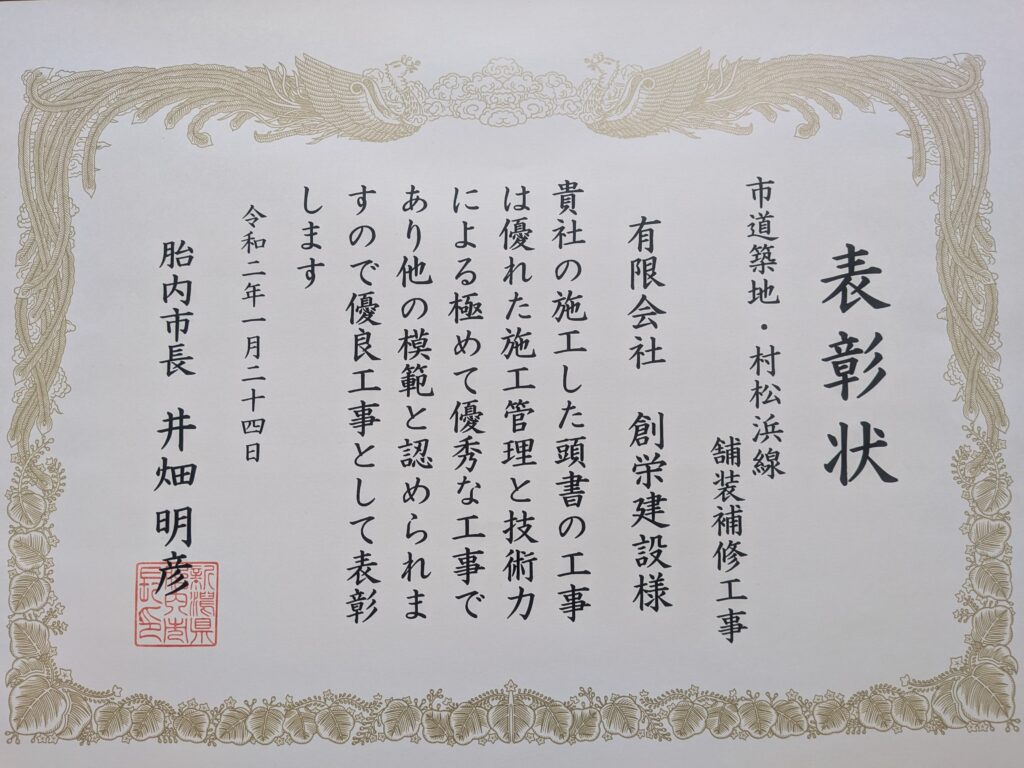 表彰状
市道築地・村松浜線
舗装補修工事
有限会社 創栄建設様
貴社の施工した頭書の工事
は優れた施工管理と技術力
による極めて優秀な工事で
あり他の模範と認められま
すので優良工事として表彰
します
令和二年一月二十四日
胎内市長 井畑明彦